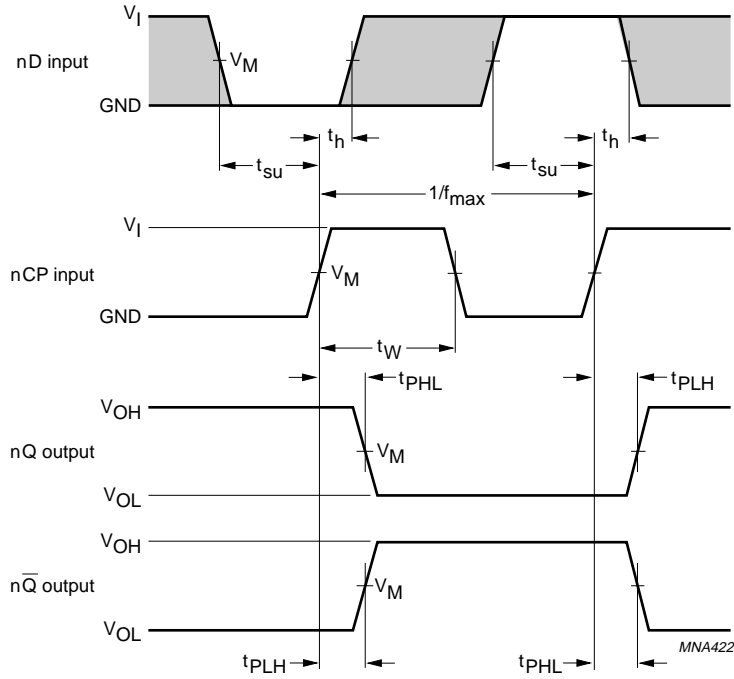 V_I
nD input
V_M
GND
t_h
t_h
t_su
t_su
1/f_max
V_I
nCP input
V_M
GND
t_W
t_PHL
t_PLH
V_OH
nQ output
V_M
V_OL
V_OH
nQ̅ output
V_M
V_OL
MNA422
t_PLH
t_PHL